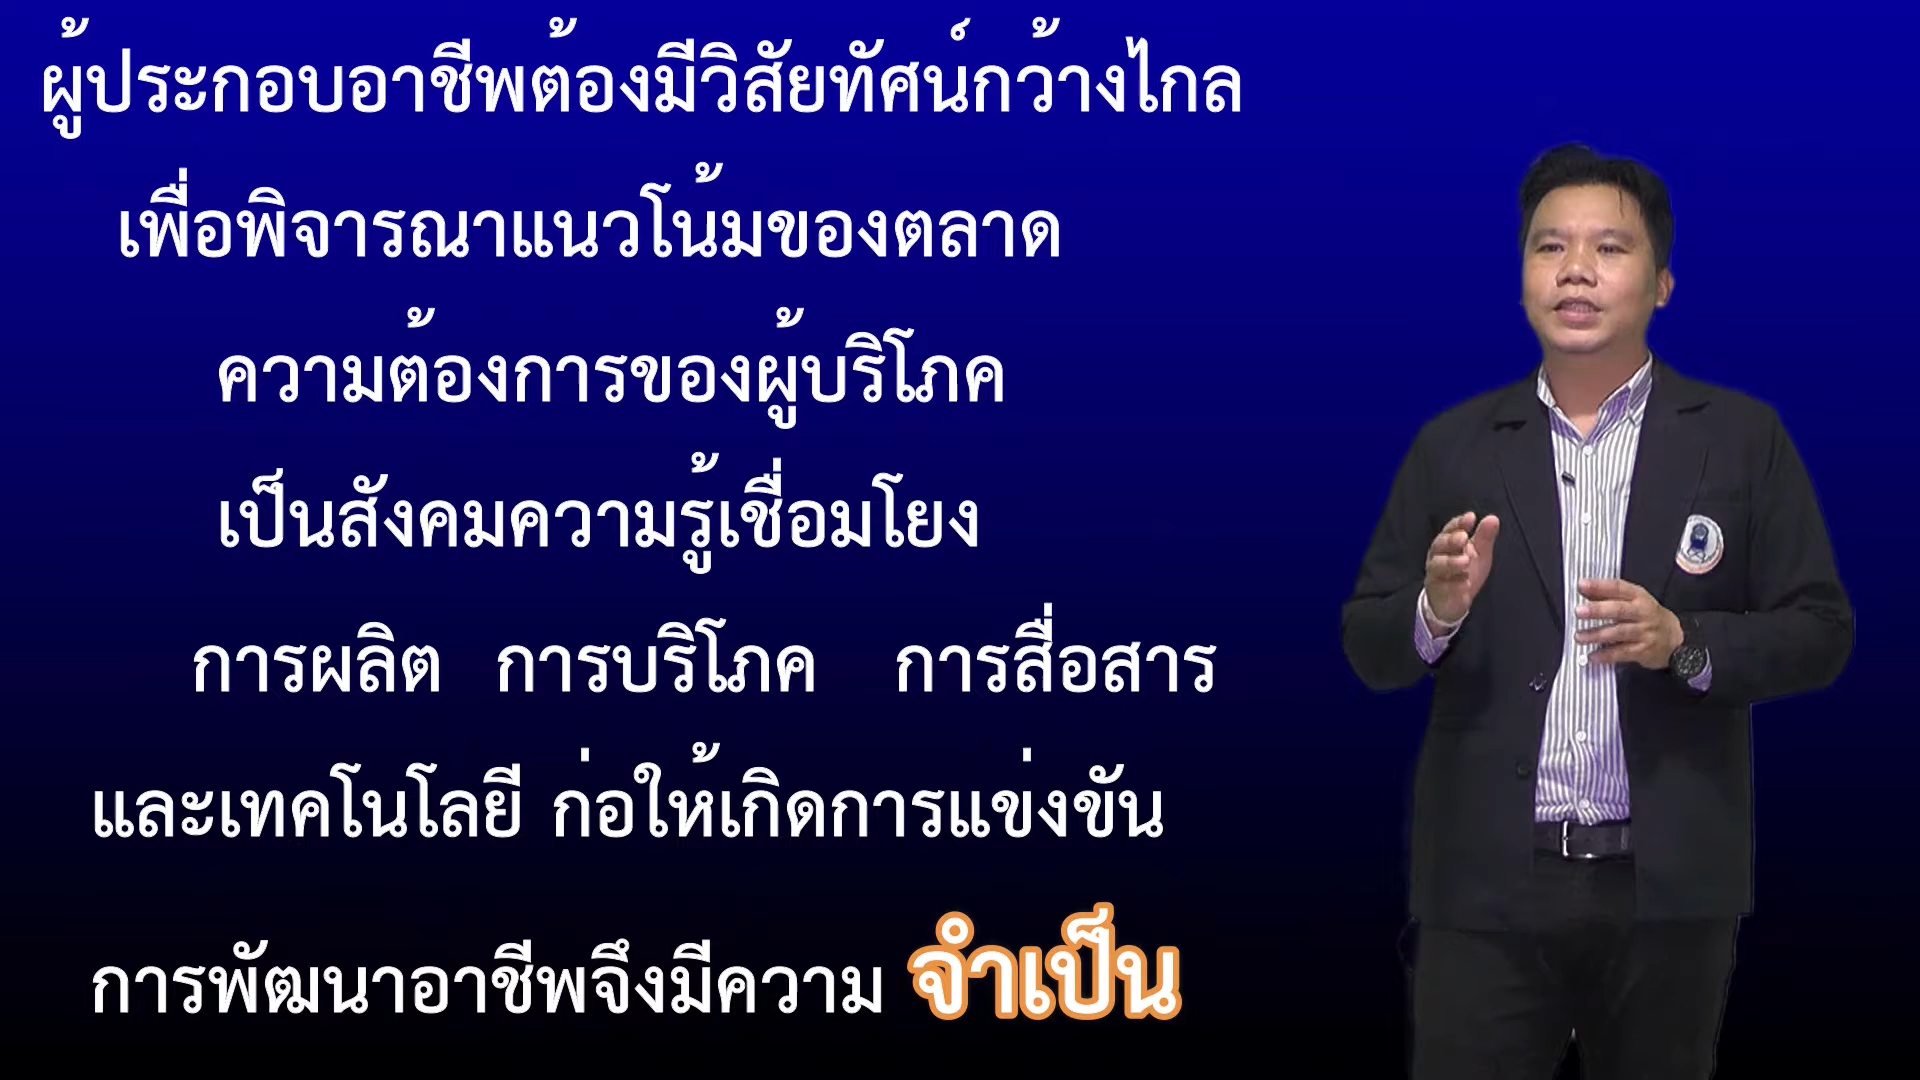 ผู้ประกอบอาชีพต้องมีวิสัยทัศน์กว้างไกล
เพื่อพิจารณาแนวโน้มของตลาด
ความต้องการของผู้บริโภค
เป็นสังคมความรู้เชื่อมโยง
การผลิต การบริโภค การสื่อสาร
และเทคโนโลยี ก่อให้เกิดการแข่งขัน
การพัฒนาอาชีพจึงมีความ จำเป็น